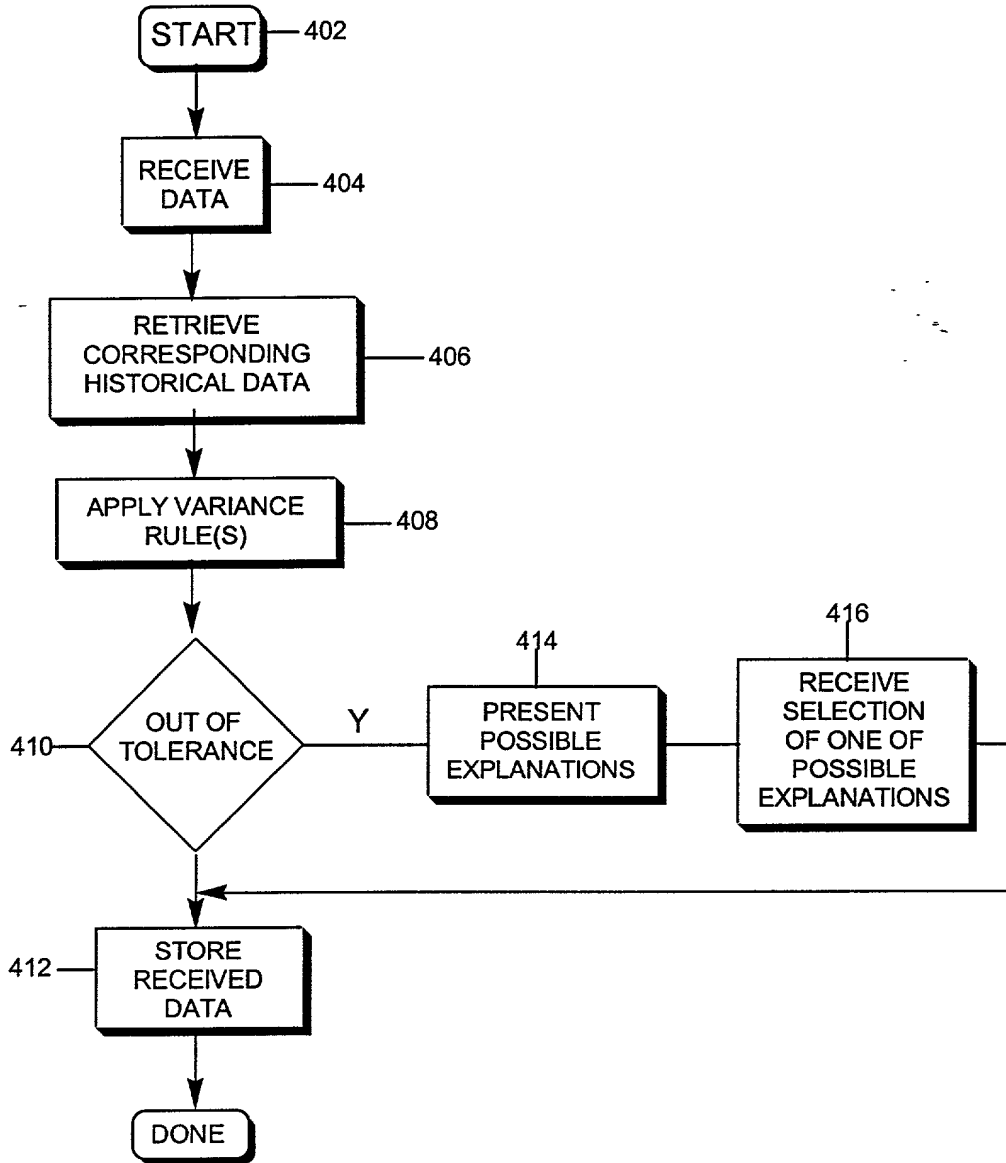 START
402
RECEIVE
DATA
404
RETRIEVE
CORRESPONDING
HISTORICAL DATA
406
APPLY VARIANCE
RULE(S)
408
410
OUT OF
TOLERANCE
Y
414
PRESENT
POSSIBLE
EXPLANATIONS
416
RECEIVE
SELECTION
OF ONE OF
POSSIBLE
EXPLANATIONS
412
STORE
RECEIVED
DATA
DONE